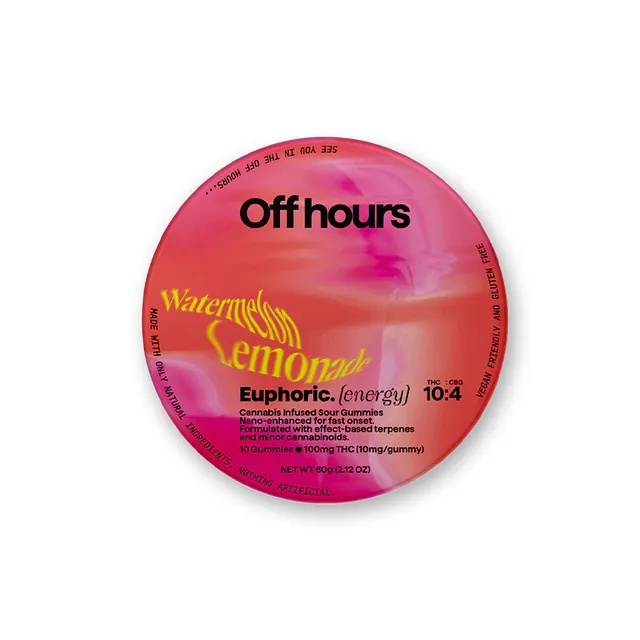 SEE YOU IN THE OFF HOURS...
Off hours
Watermelon
Lemonade
Euphoric. (energy)
THC : CBG
10:4
Cannabis Infused Sour Gummies
Nano-enhanced for fast onset.
Formulated with effect-based terpenes
and minor cannabinoids.
10 Gummies ✹ 100mg THC (10mg/gummy)
NET WT 60g (2.12 OZ)
MADE WITH ONLY NATURAL INGREDIENTS, NOTHING ARTIFICIAL.
VEGAN FRIENDLY AND GLUTEN FREE